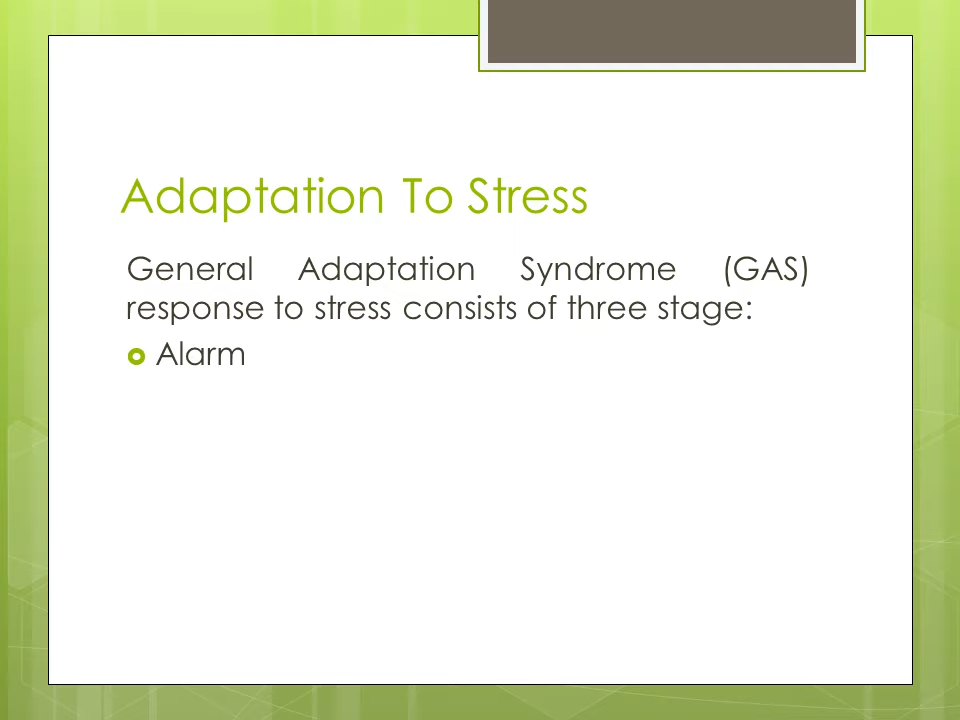 Adaptation To Stress
General Adaptation Syndrome (GAS)
response to stress consists of three stage:
Alarm